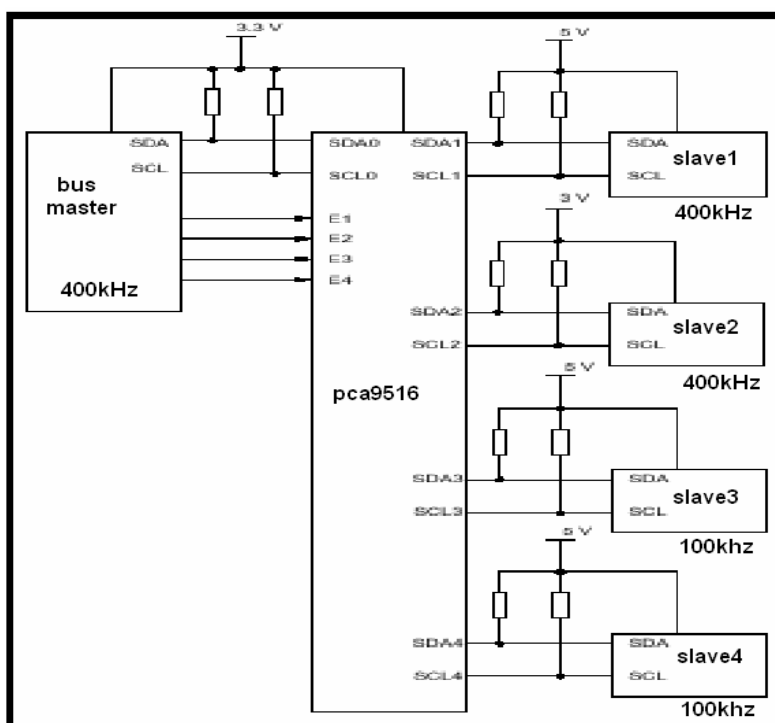 3.3 V
5 V
SDA
SCL
bus
master
400kHz
SDA0
SCL0
E1
E2
E3
E4
pca9516
SDA1
SCL1
SDA
SCL
slave1
400kHz
3 V
SDA2
SCL2
SDA
SCL
slave2
400kHz
5 V
SDA3
SCL3
SDA
SCL
slave3
100khz
5 V
SDA4
SCL4
SDA
SCL
slave4
100khz